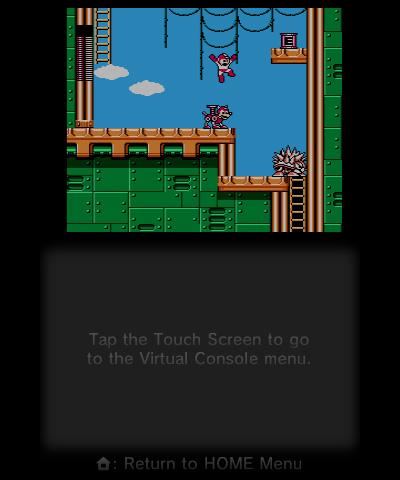 Tap the Touch Screen to go
to the Virtual Console menu.
: Return to HOME Menu